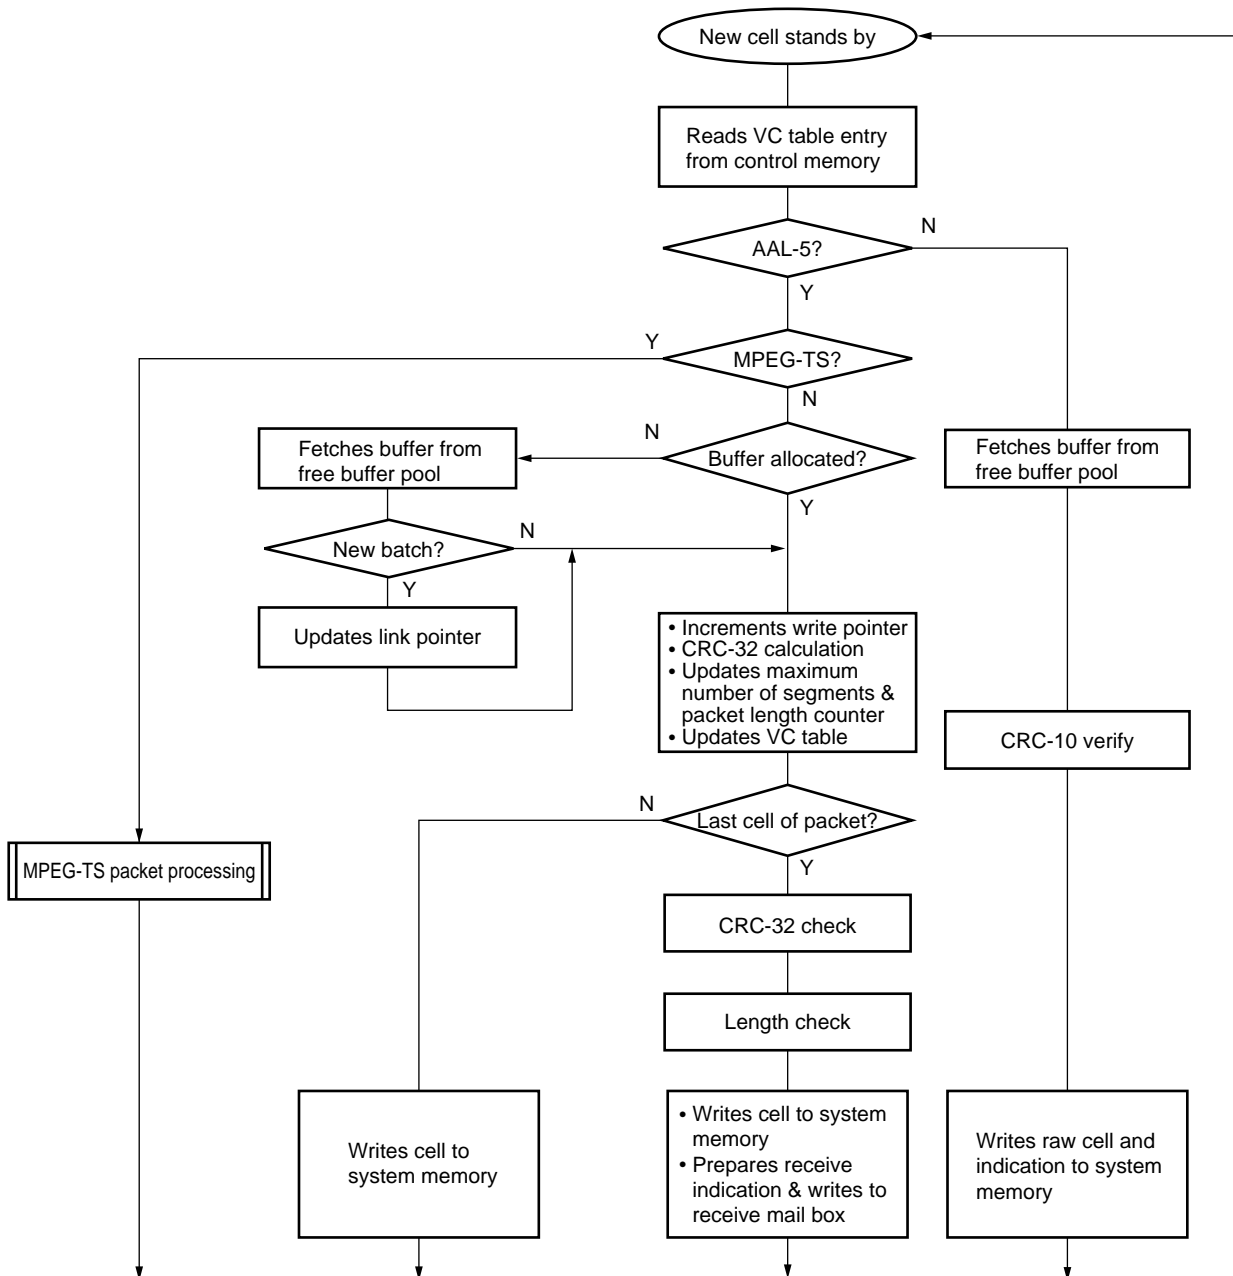 New cell stands by
Reads VC table entry
from control memory
N
AAL-5?
Y
Y
MPEG-TS?
N
N
Fetches buffer from
free buffer pool
Buffer allocated?
Fetches buffer from
free buffer pool
Y
N
New batch?
Y
Updates link pointer
• Increments write pointer
• CRC-32 calculation
• Updates maximum
number of segments &
packet length counter
• Updates VC table
CRC-10 verify
N
Last cell of packet?
Y
MPEG-TS packet processing
CRC-32 check
Length check
Writes cell to
system memory
• Writes cell to system
memory
• Prepares receive
indication & writes to
receive mail box
Writes raw cell and
indication to system
memory